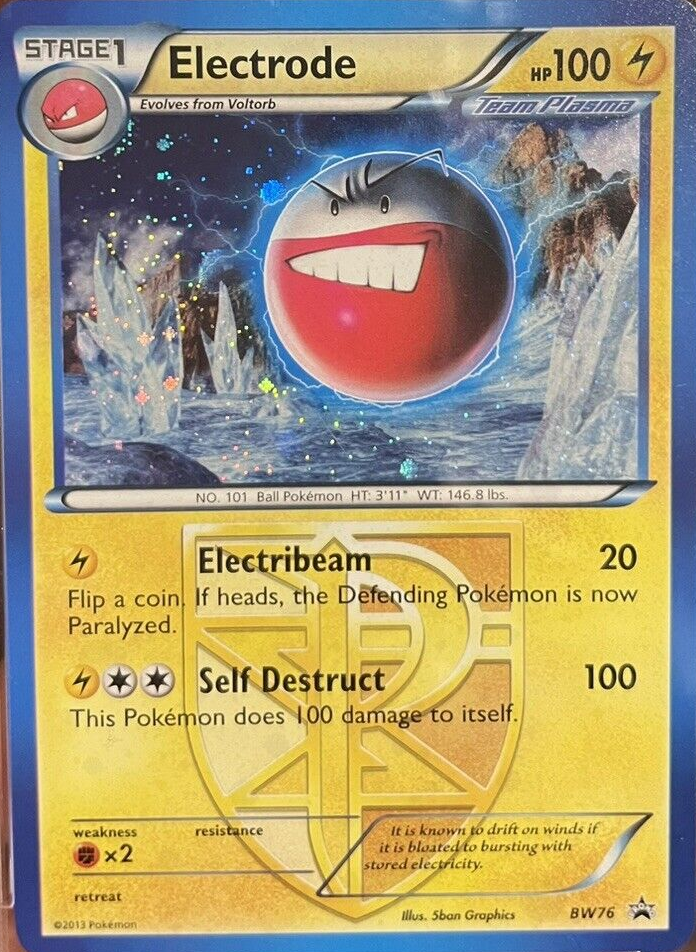 STAGE1
Electrode
HP100
Evolves from Voltorb
Team Plasma
NO. 101 Ball Pokémon HT: 3'11" WT: 146.8 lbs.
Electribeam 20
Flip a coin. If heads, the Defending Pokémon is now
Paralyzed.
Self Destruct 100
This Pokémon does 100 damage to itself.
weakness resistance
×2
retreat
It is known to drift on winds if
it is bloated to bursting with
stored electricity.
©2013 Pokémon
Illus. 5ban Graphics
BW76